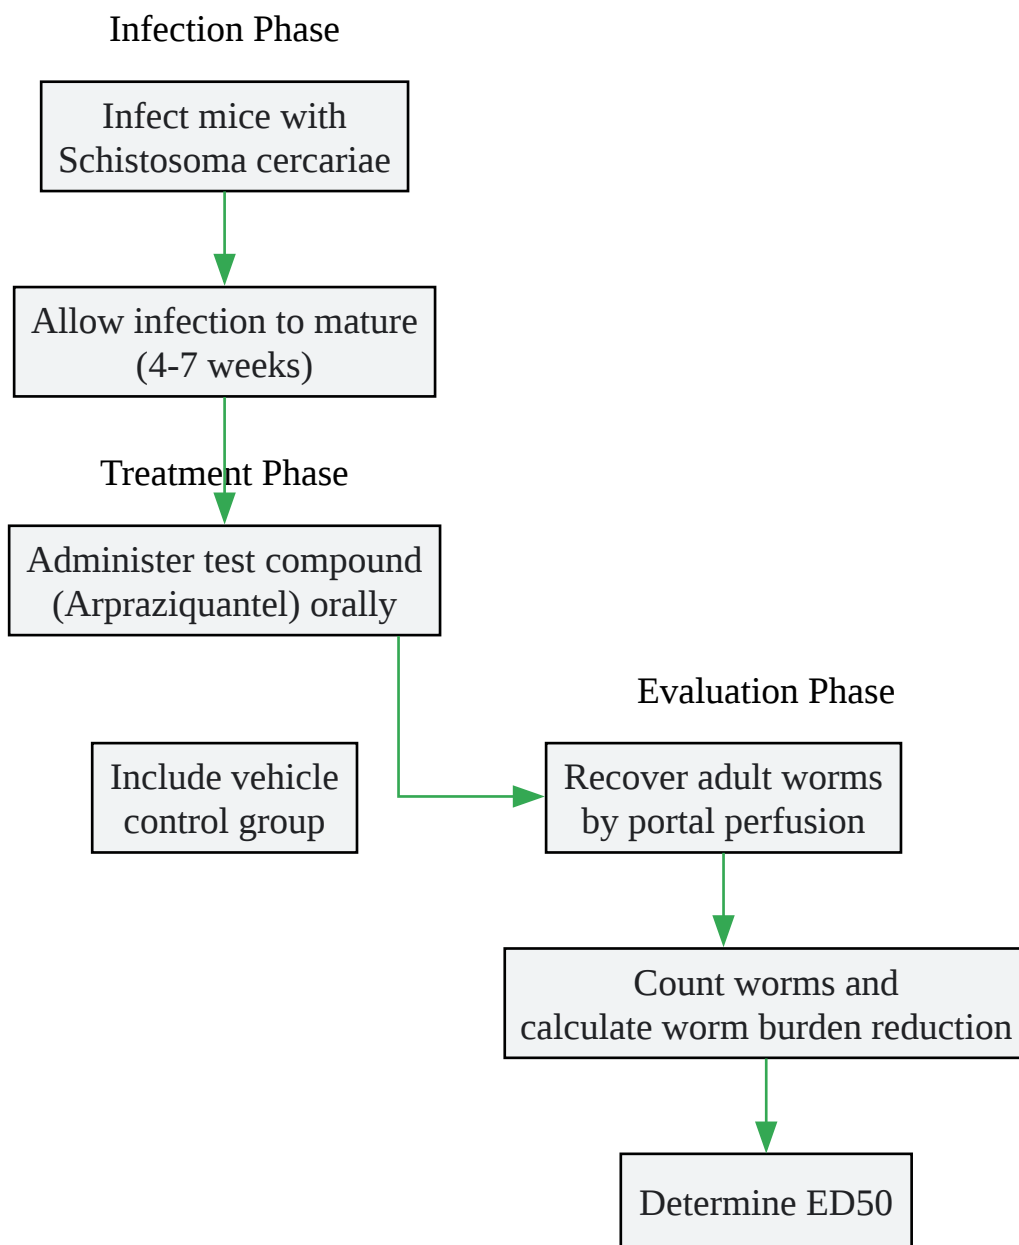 Infection Phase
Infect mice with
Schistosoma cercariae
Allow infection to mature
(4-7 weeks)
Treatment Phase
Administer test compound
(Arpraziquantel) orally
Include vehicle
control group
Evaluation Phase
Recover adult worms
by portal perfusion
Count worms and
calculate worm burden reduction
Determine ED50